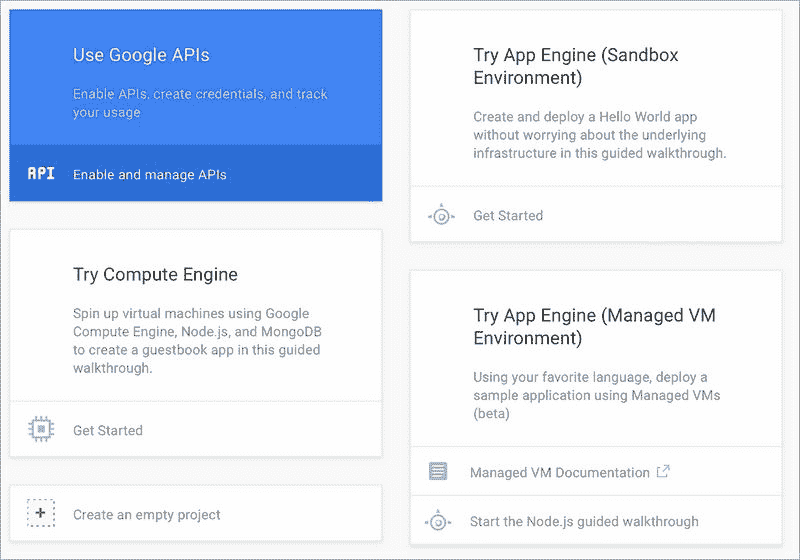 Use Google APIs
Enable APIs, create credentials, and track
your usage
API Enable and manage APIs
Try Compute Engine
Spin up virtual machines using Google
Compute Engine, Node.js, and MongoDB
to create a guestbook app in this guided
walkthrough.
Get Started
Create an empty project
Try App Engine (Sandbox
Environment)
Create and deploy a Hello World app
without worrying about the underlying
infrastructure in this guided walkthrough.
Get Started
Try App Engine (Managed VM
Environment)
Using your favorite language, deploy a
sample application using Managed VMs
(beta)
Managed VM Documentation
Start the Node.js guided walkthrough